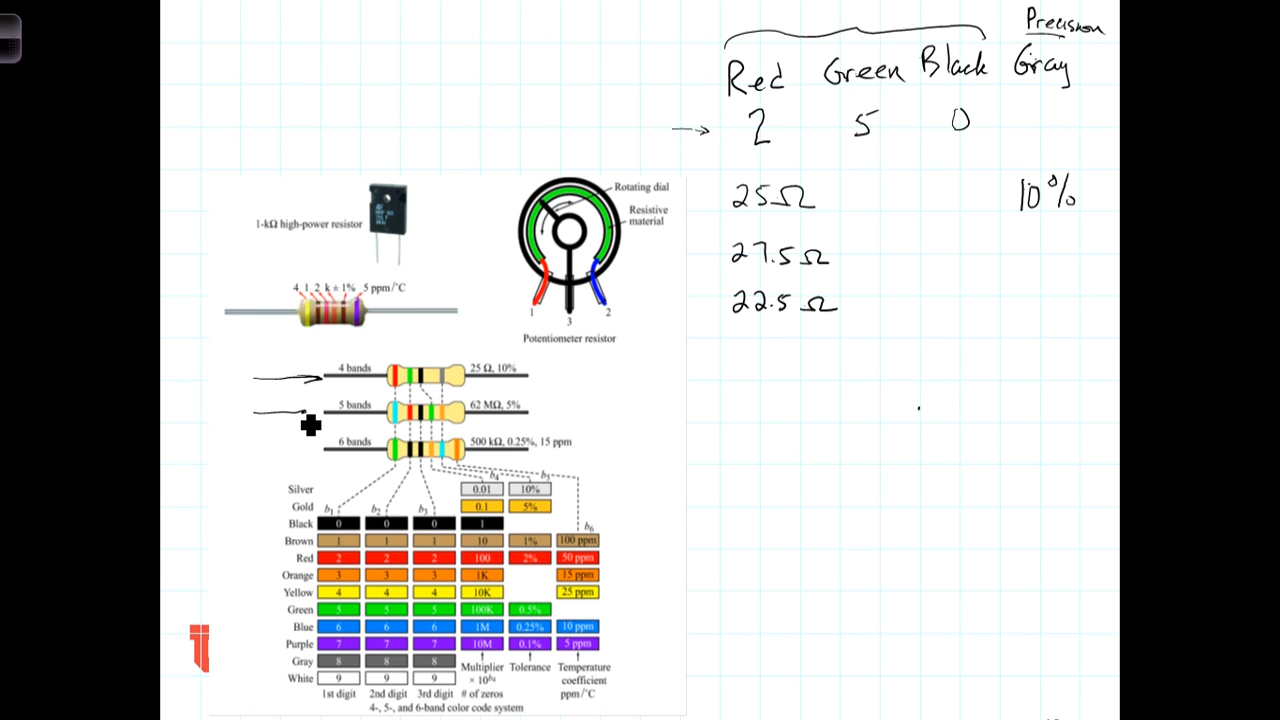 Precision
Red Green Black Gray
2 5 0
25Ω 10%
27.5Ω
22.5Ω
Rotating dial
Resistive
material
1-kΩ high-power resistor
4 1 2 k ± 1% 5 ppm/°C
1 2
3
Potentiometer resistor
4 bands 25 Ω, 10%
5 bands 62 MΩ, 5%
6 bands 500 kΩ, 0.25%, 15 ppm
b4 b5
Silver 0.01 10%
Gold b1 b2 b3 0.1 5%
Black 0 0 0 1 b6
Brown 1 1 1 10 1% 100 ppm
Red 2 2 2 100 2% 50 ppm
Orange 3 3 3 1K 15 ppm
Yellow 4 4 4 10K 25 ppm
Green 5 5 5 100K 0.5%
Blue 6 6 6 1M 0.25% 10 ppm
Purple 7 7 7 10M 0.1% 5 ppm
Gray 8 8 8
White 9 9 9
Multiplier Tolerance Temperature
× 10b4 coefficient
1st digit 2nd digit 3rd digit # of zeros ppm/°C
4-, 5-, and 6-band color code system